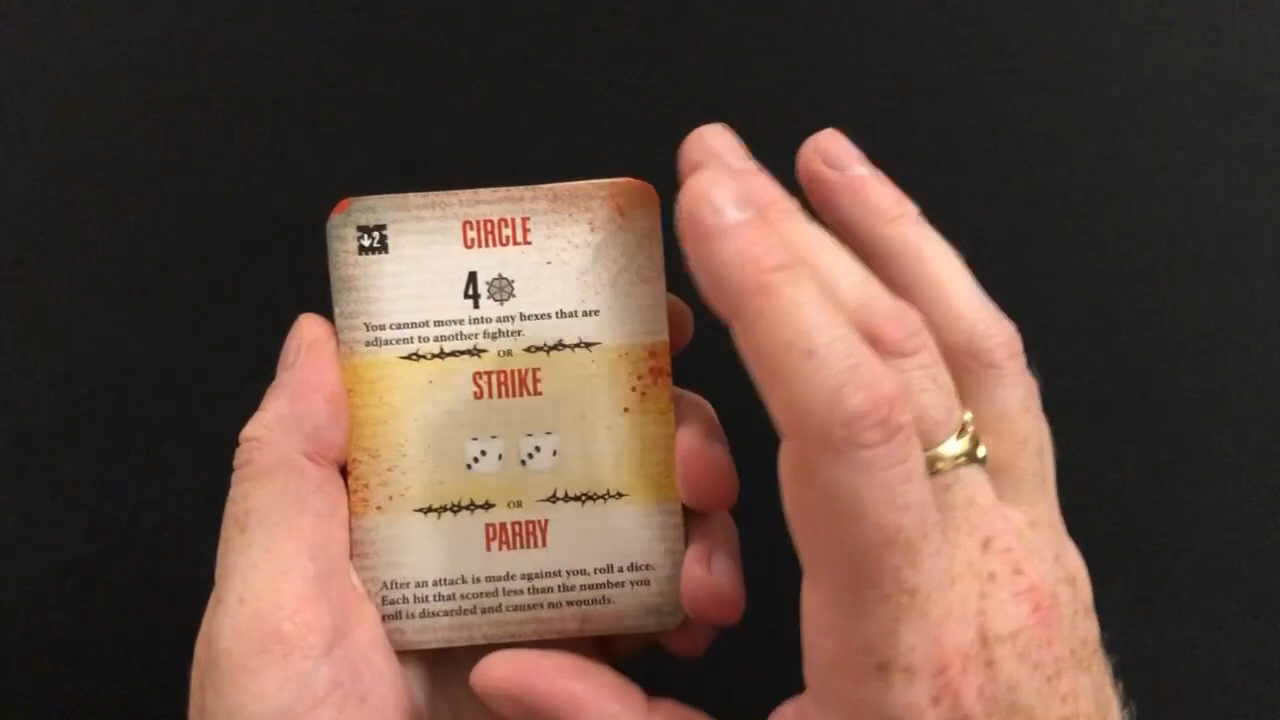 2
CIRCLE
4
You cannot move into any hexes that are
adjacent to another fighter.
OR
STRIKE
OR
PARRY
After an attack is made against you, roll a dice.
Each hit that scored less than the number you
roll is discarded and causes no wounds.